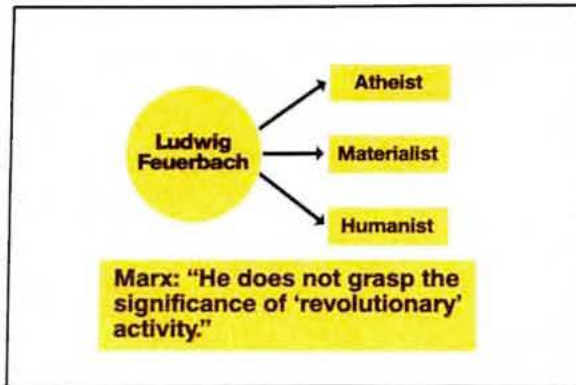 Ludwig
Feuerbach
Atheist
Materialist
Humanist
Marx: "He does not grasp the
significance of 'revolutionary'
activity."